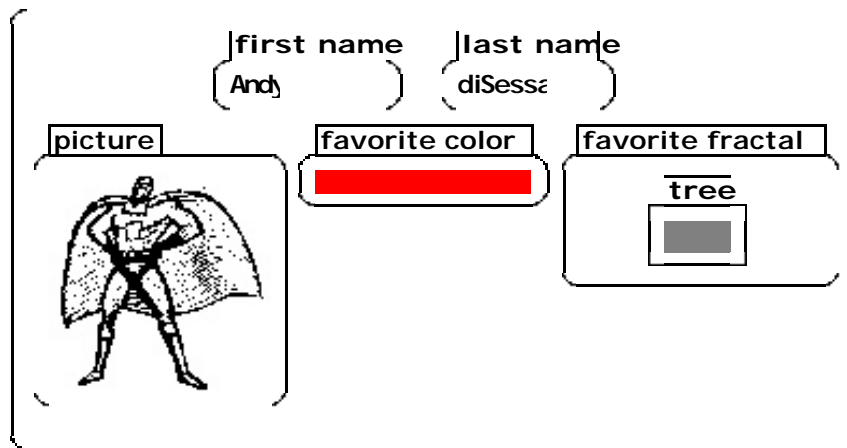 first name last name
Andy diSessa
picture favorite color favorite fractal
tree